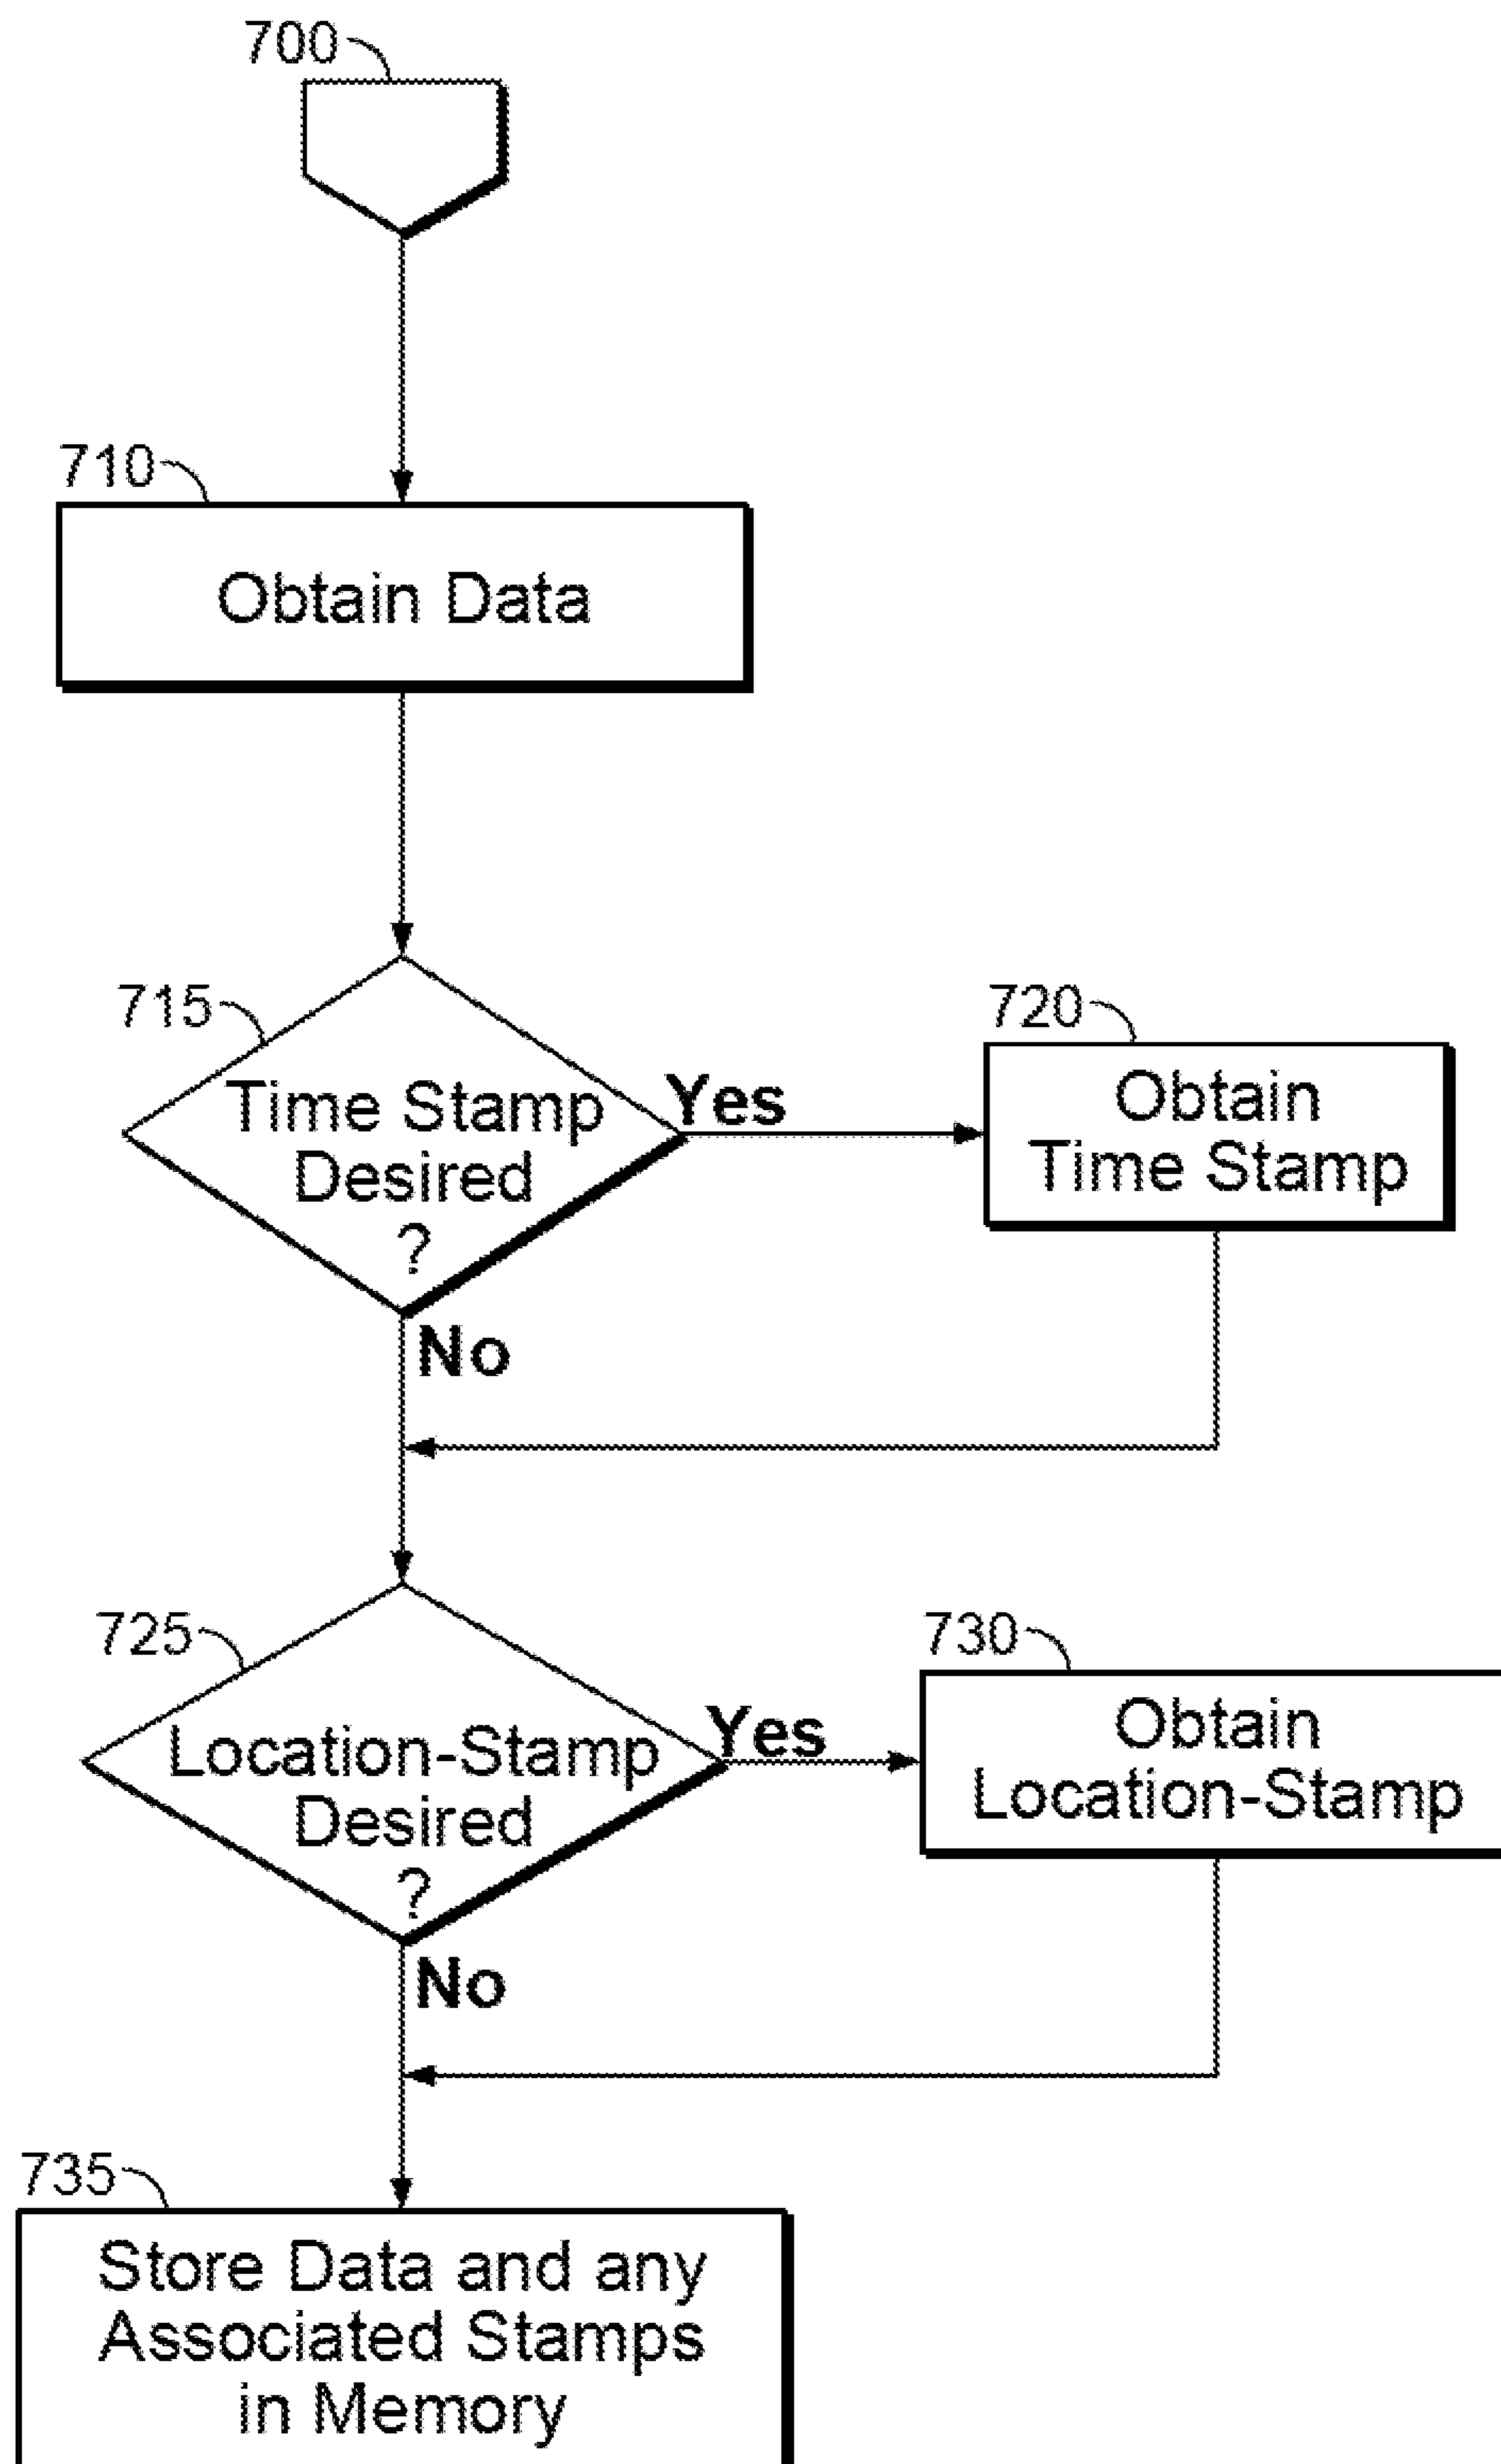 700
710
Obtain Data
715
Time Stamp
Desired
?
Yes
720
Obtain
Time Stamp
No
725
Location-Stamp
Desired
?
Yes
730
Obtain
Location-Stamp
No
735
Store Data and any
Associated Stamps
in Memory